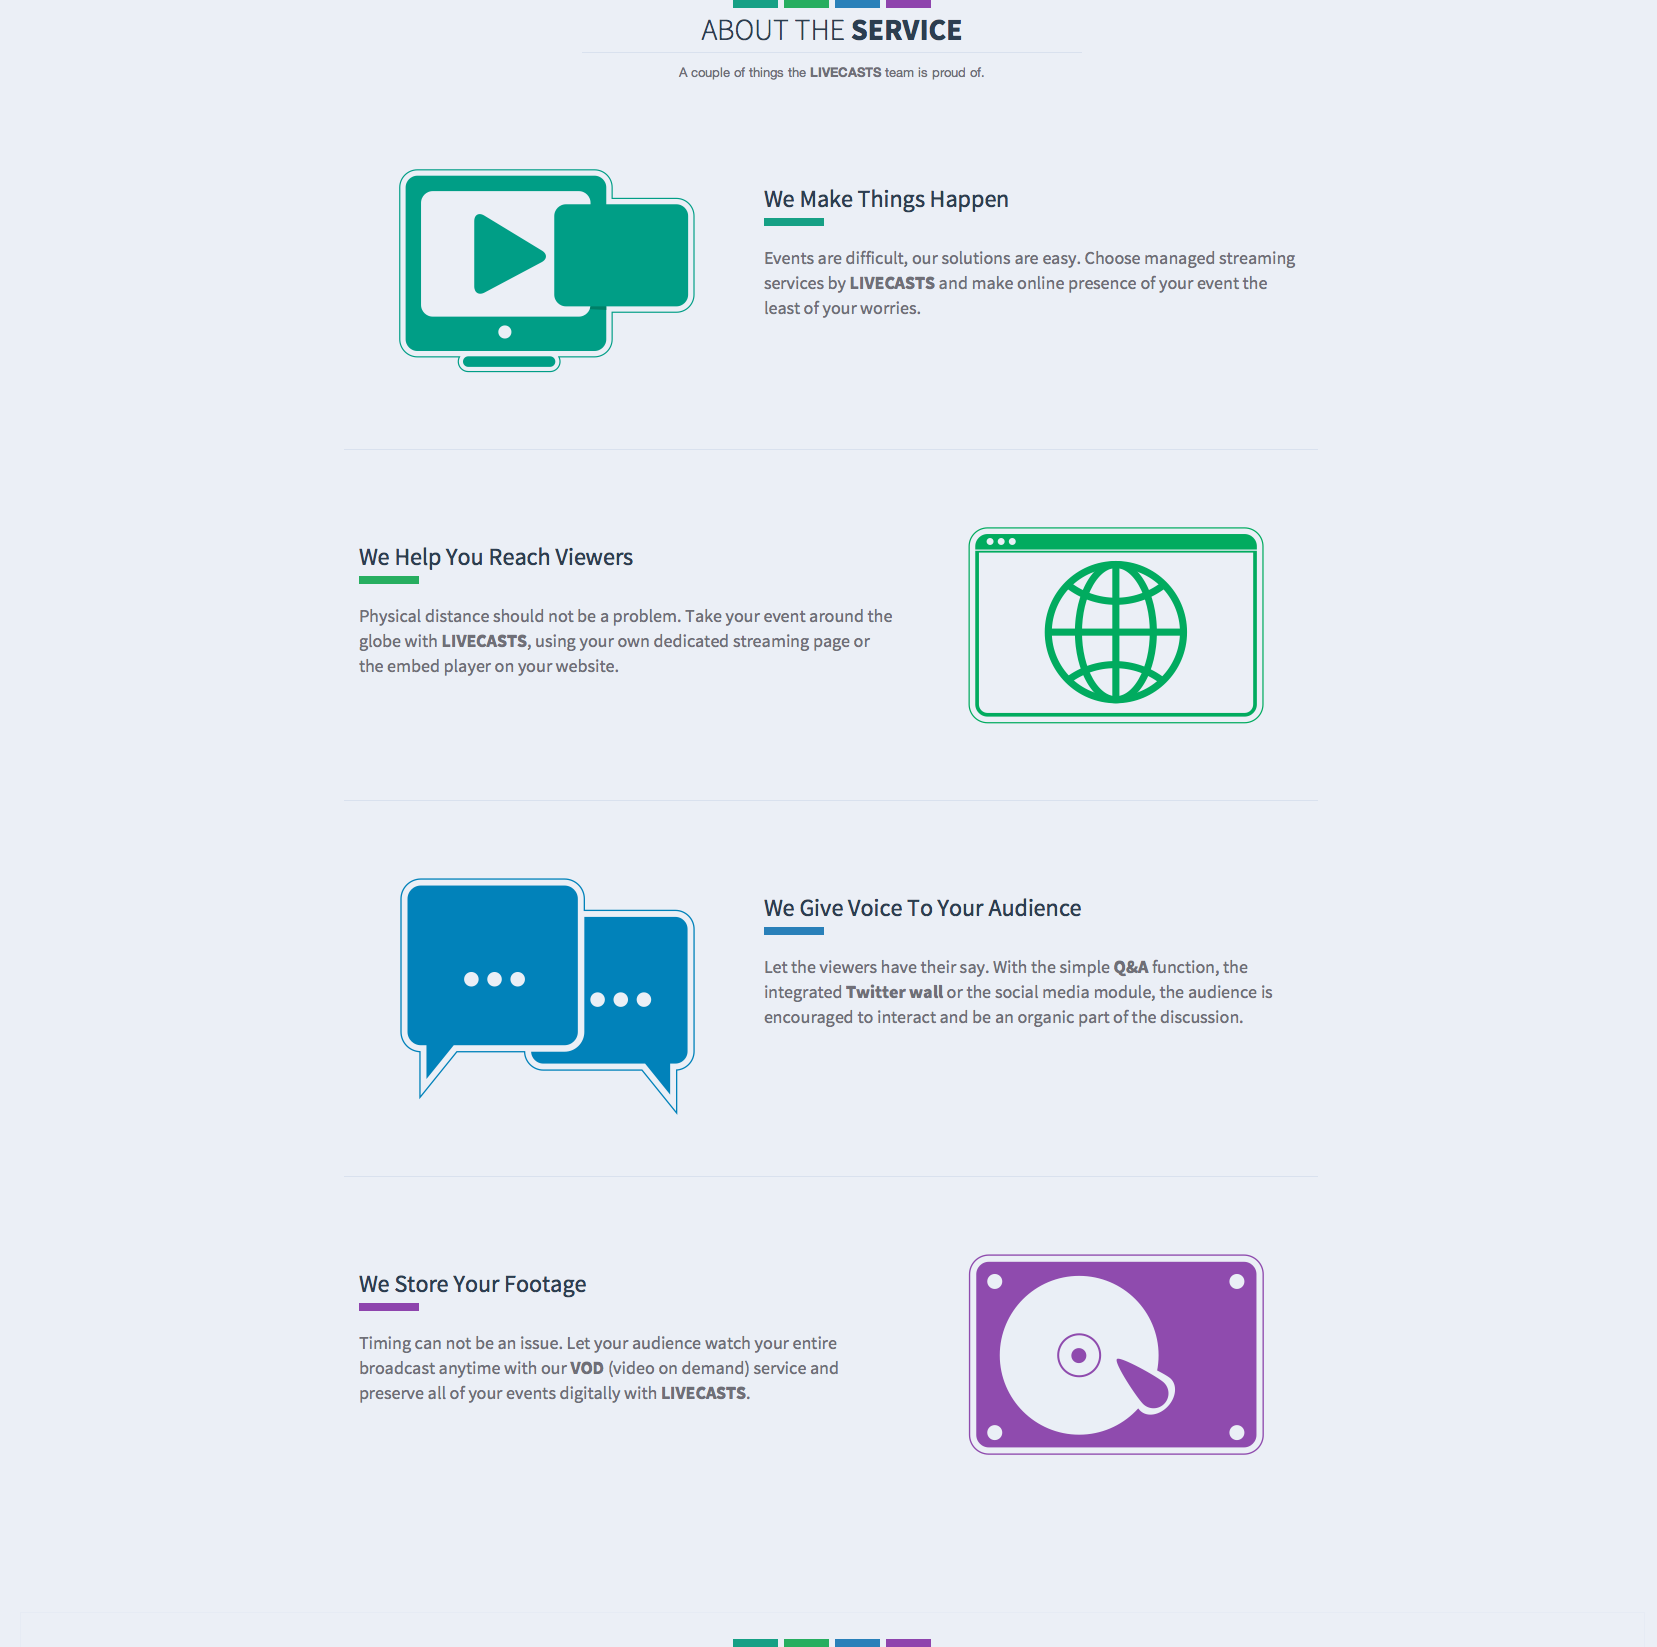 ABOUT THE SERVICE
A couple of things the LIVECASTS team is proud of.
We Make Things Happen
Events are difficult, our solutions are easy. Choose managed streaming
services by LIVECASTS and make online presence of your event the
least of your worries.
We Help You Reach Viewers
Physical distance should not be a problem. Take your event around the
globe with LIVECASTS, using your own dedicated streaming page or
the embed player on your website.
We Give Voice To Your Audience
Let the viewers have their say. With the simple Q&A function, the
integrated Twitter wall or the social media module, the audience is
encouraged to interact and be an organic part of the discussion.
We Store Your Footage
Timing can not be an issue. Let your audience watch your entire
broadcast anytime with our VOD (video on demand) service and
preserve all of your events digitally with LIVECASTS.